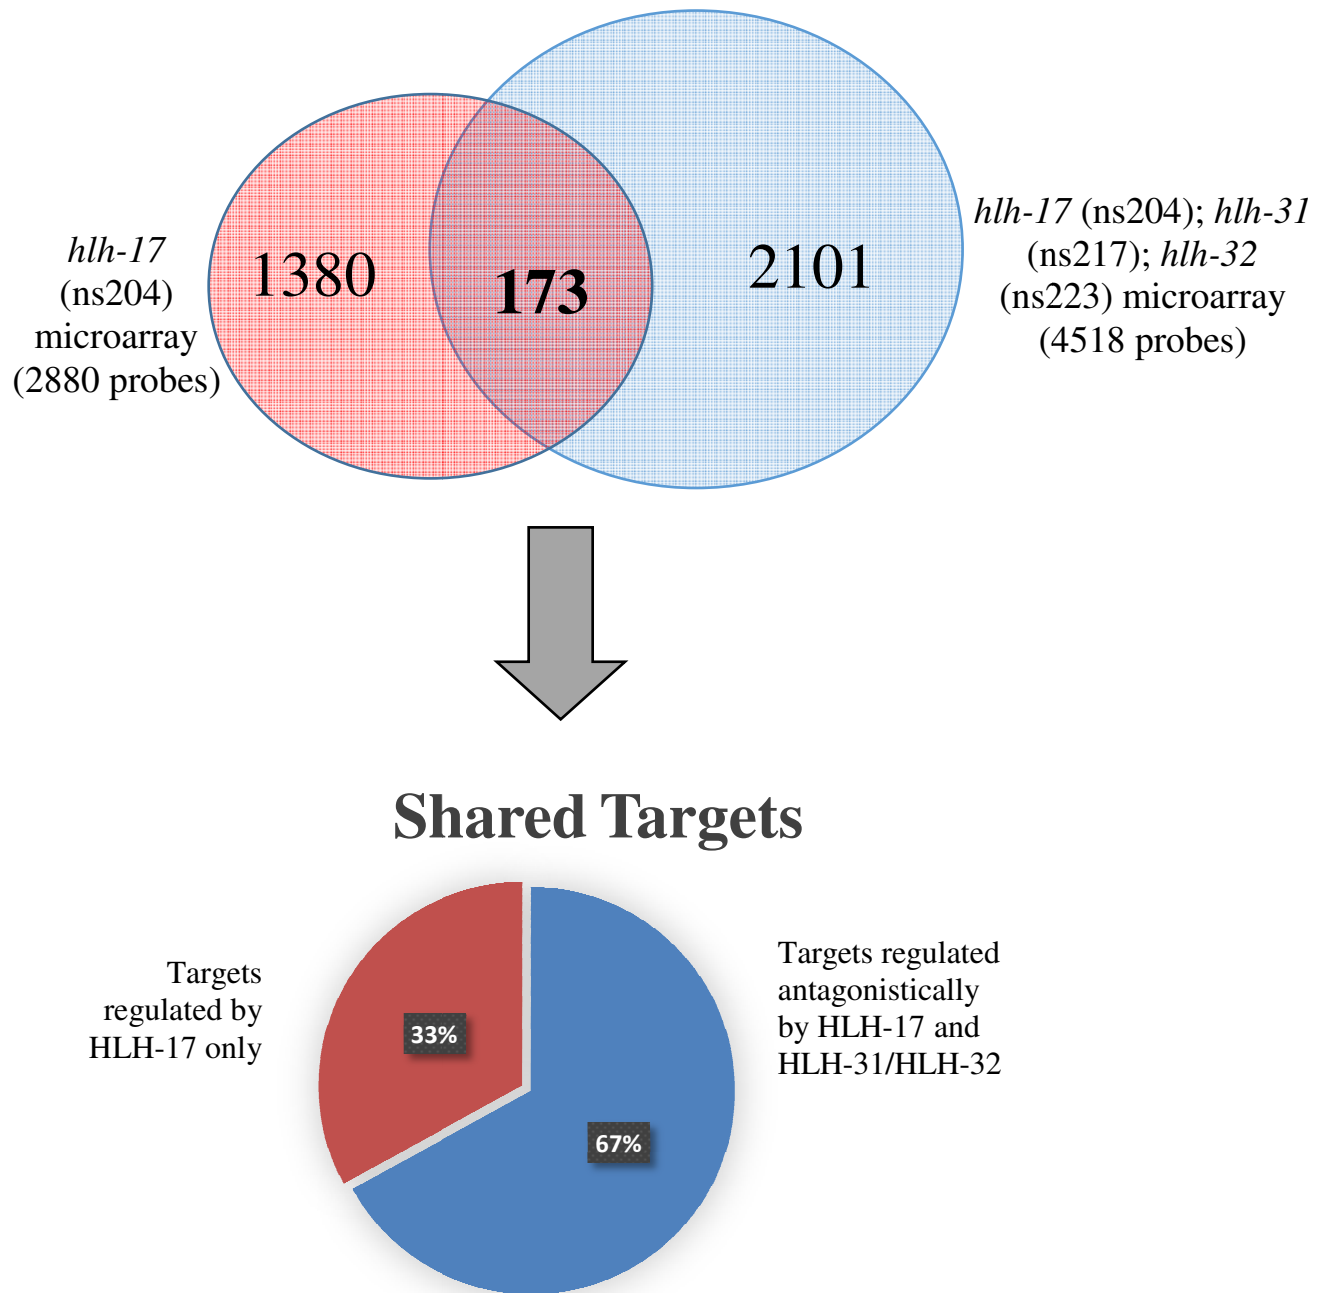 hlh-17
(ns204)
microarray
(2880 probes)
1380
173
2101
hlh-17 (ns204); hlh-31
(ns217); hlh-32
(ns223) microarray
(4518 probes)
Shared Targets
Targets
regulated by
HLH-17 only
33%
67%
Targets regulated
antagonistically
by HLH-17 and
HLH-31/HLH-32